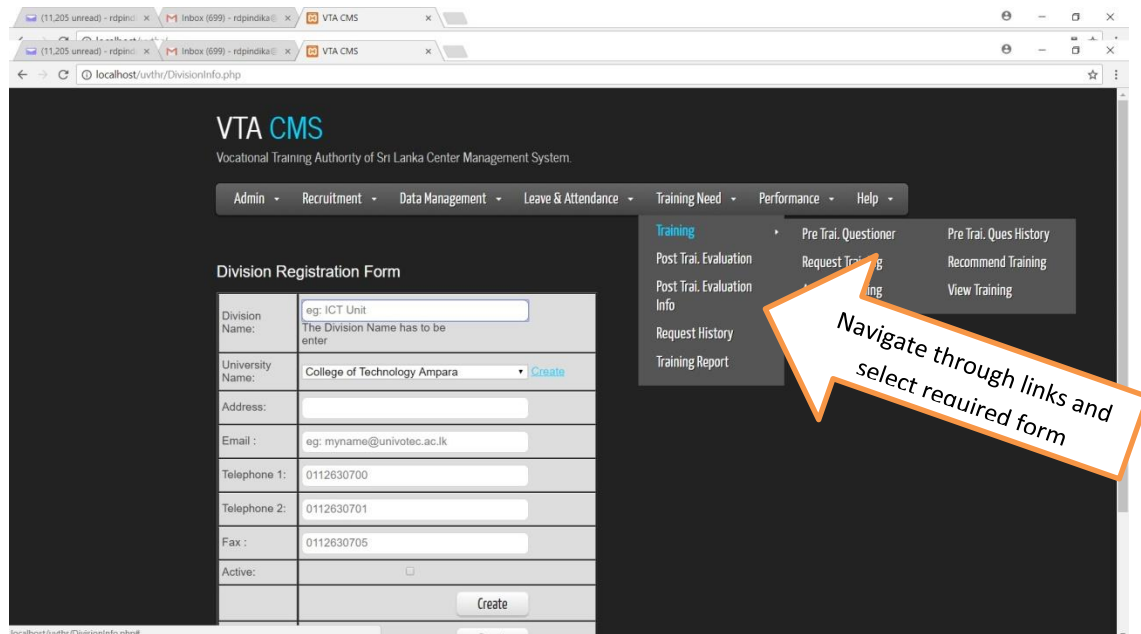 (11,205 unread) - rdpind
Inbox (699) - rdpindika@
VTA CMS
(11,205 unread) - rdpind
Inbox (699) - rdpindika@
VTA CMS
localhost/uvthr/DivisionInfo.php
VTA CMS
Vocational Training Authority of Sri Lanka Center Management System.
Admin Recruitment Data Management Leave & Attendance Training Need Performance Help
Training
Post Trai. Evaluation
Post Trai. Evaluation
Info
Request History
Training Report
Pre Trai. Questioner
Request Training
Pre Trai. Ques History
Recommend Training
View Training
Navigate through links and
select required form
Division Registration Form
Division
Name:
eg: ICT Unit
The Division Name has to be
enter
University
Name:
College of Technology Ampara Create
Address:
Email : eg: myname@univotec.ac.lk
Telephone 1: 0112630700
Telephone 2: 0112630701
Fax : 0112630705
Active:
Create
localhost/uvthr/DivisionInfo.php#